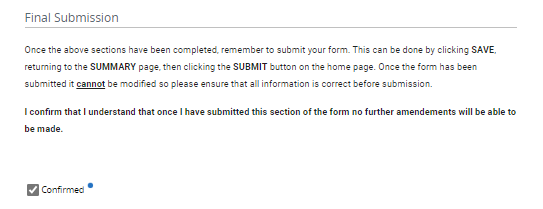 Final Submission
Once the above sections have been completed, remember to submit your form. This can be done by clicking SAVE,
returning to the SUMMARY page, then clicking the SUBMIT button on the home page. Once the form has been
submitted it cannot be modified so please ensure that all information is correct before submission.
I confirm that I understand that once I have submitted this section of the form no further amendements will be able to
be made.
Confirmed